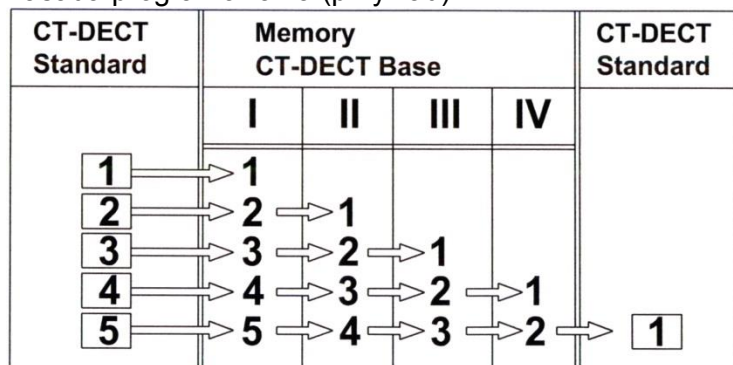 CT-DECT Memory CT-DECT
Standard CT-DECT Base Standard
I II III IV
1 1
2 2 1
3 3 2 1
4 4 3 2 1
5 5 4 3 2 1